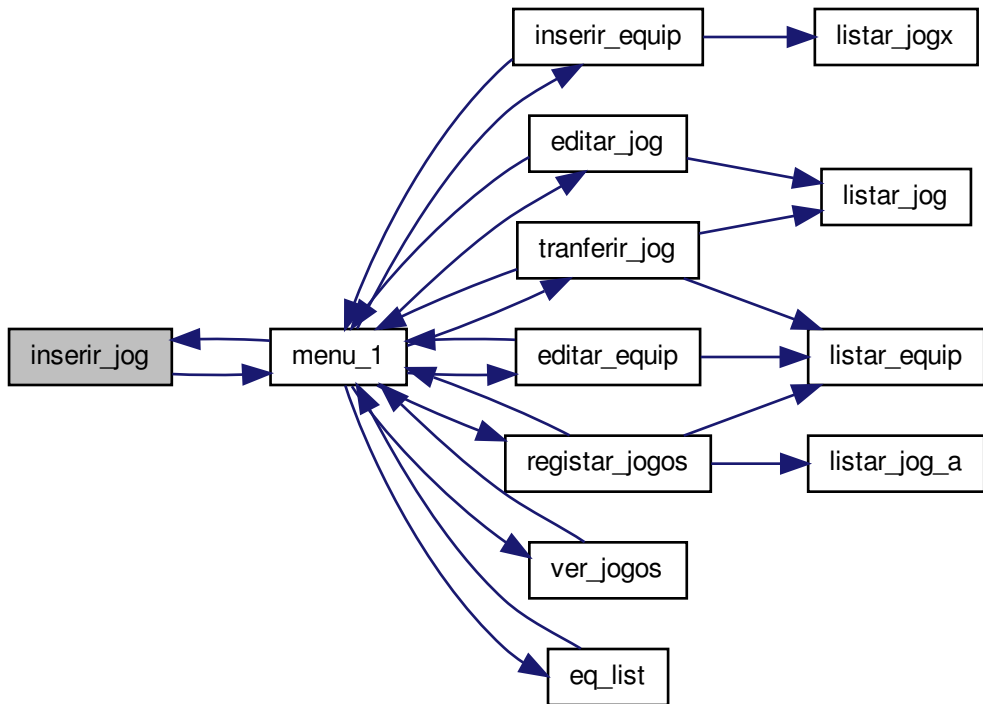 inserir_equip
listar_jogx
editar_jog
listar_jog
tranferir_jog
inserir_jog
menu_1
editar_equip
listar_equip
registar_jogos
listar_jog_a
ver_jogos
eq_list